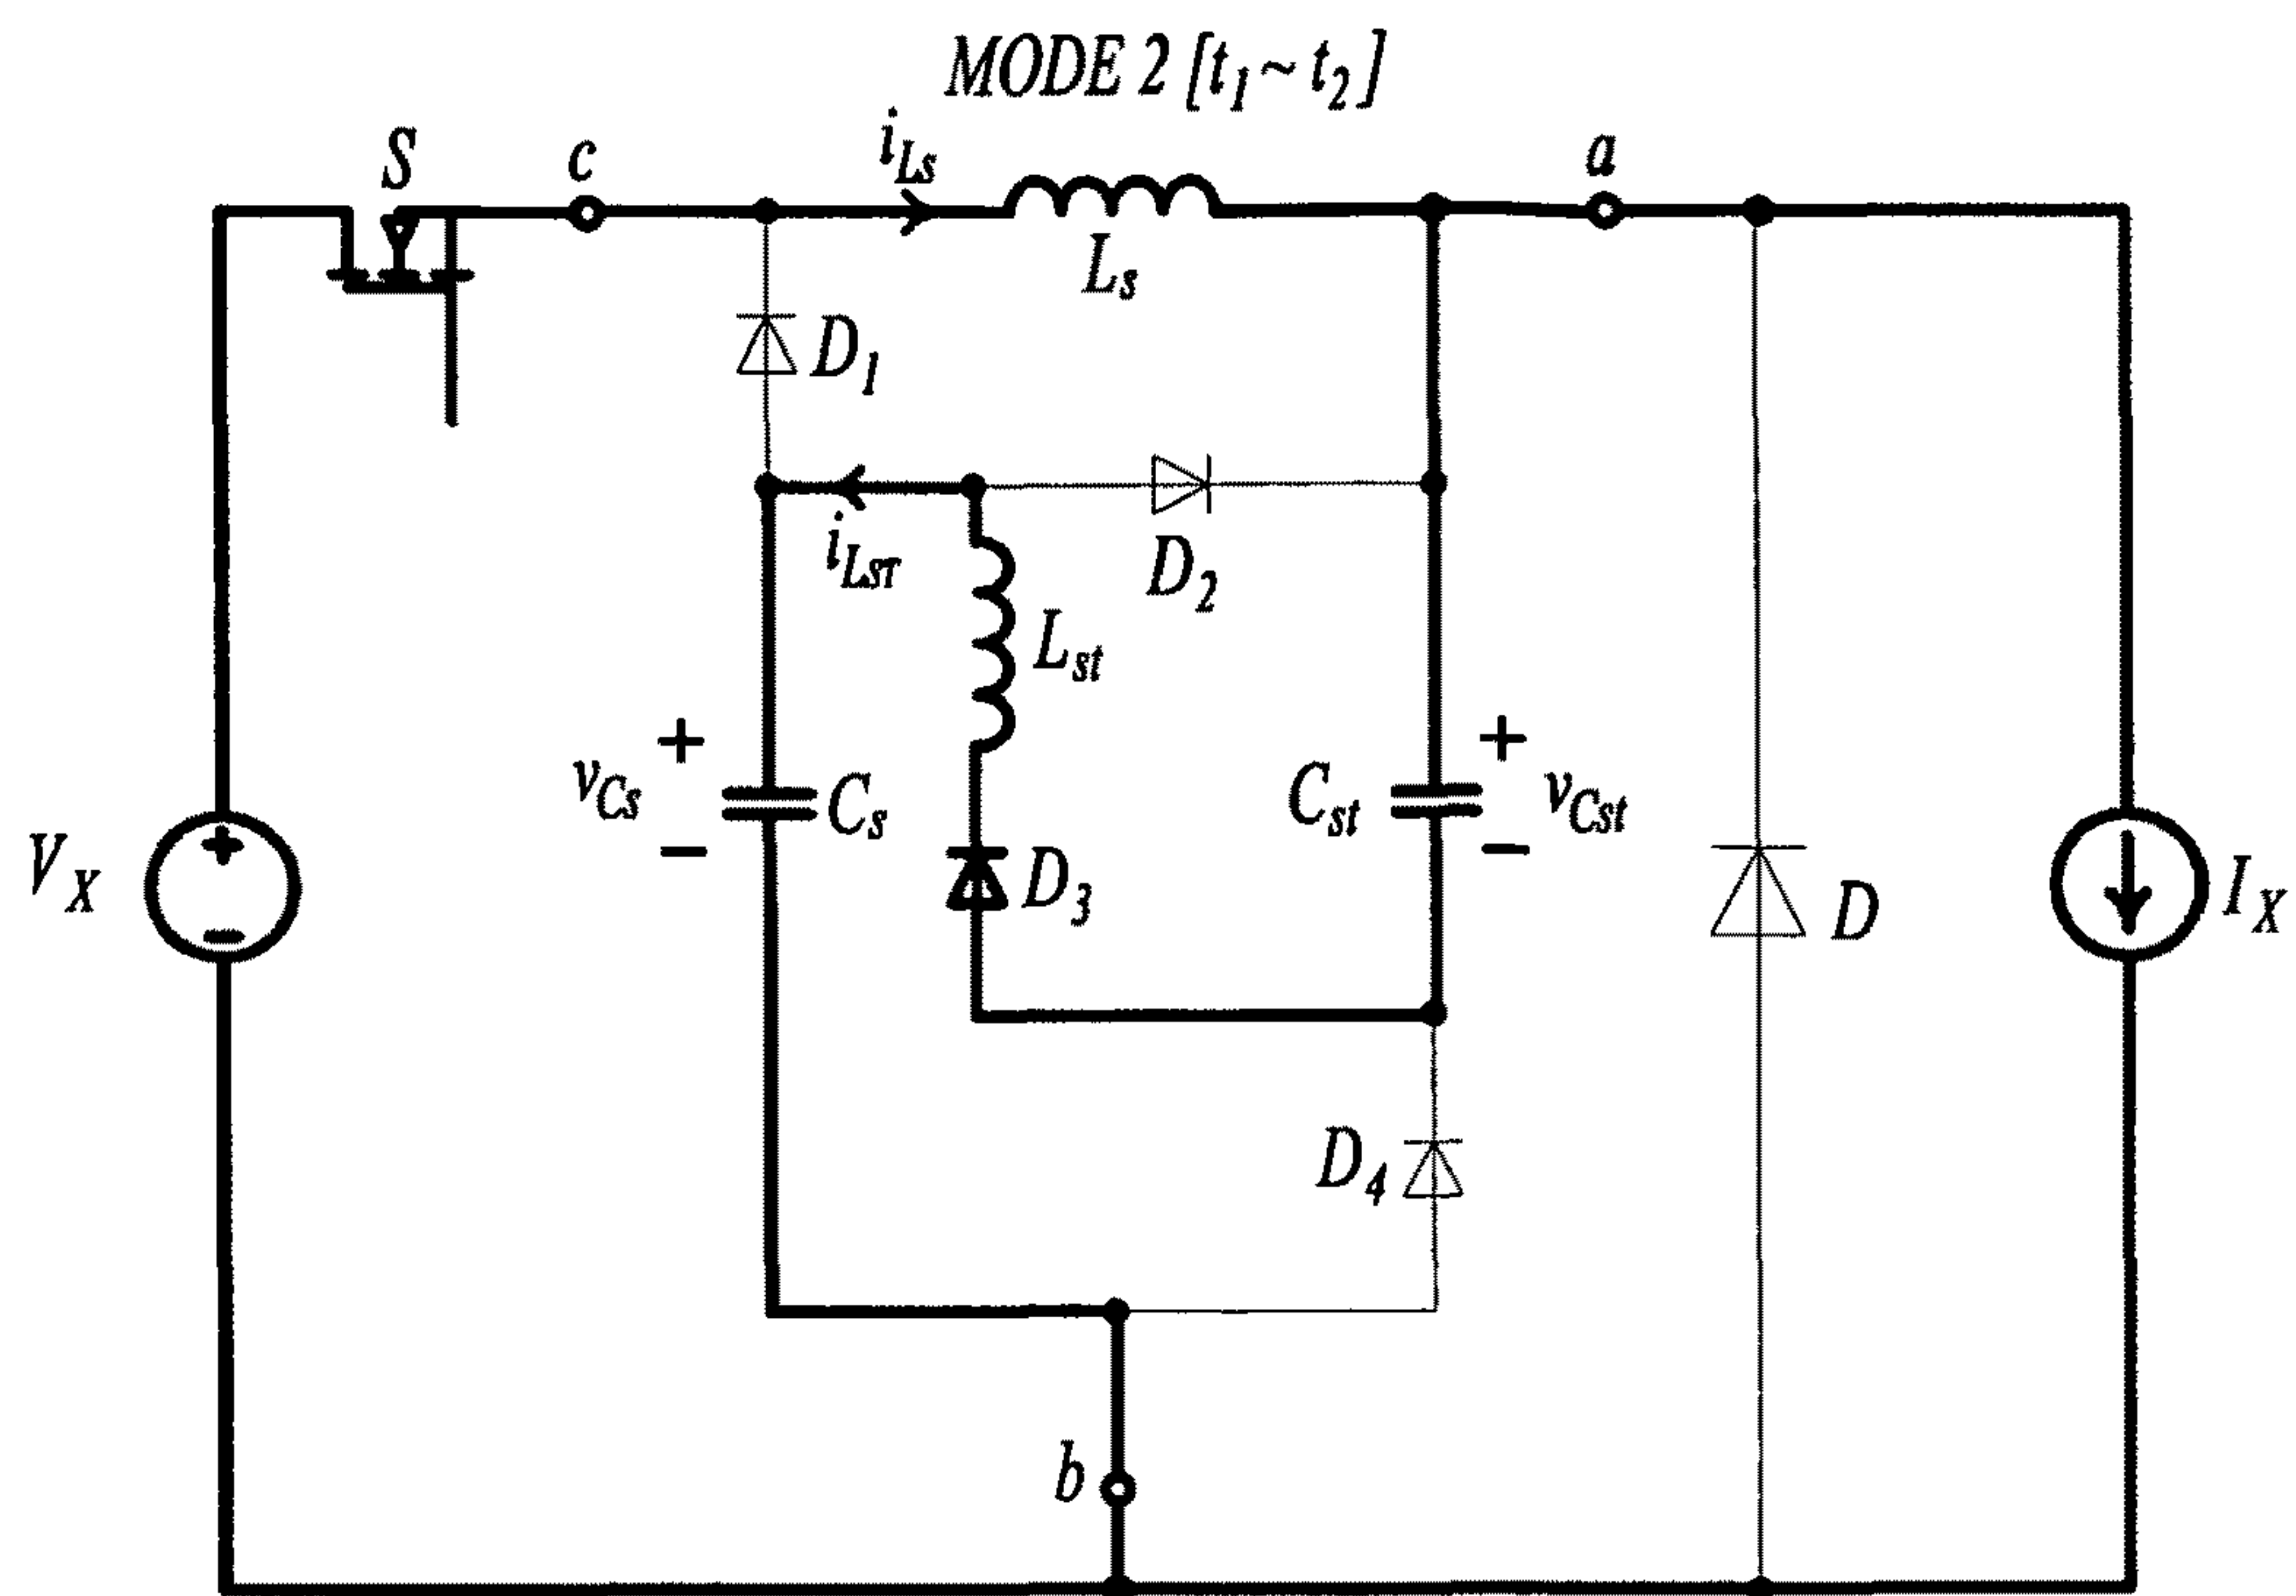 MODE 2 [t1 ~ t2]
S
c
iLs
a
Ls
D1
iLsT
D2
Lst
+
vCs
−
Cs
Cst
+
vCst
−
D3
VX
+
−
D
IX
D4
b